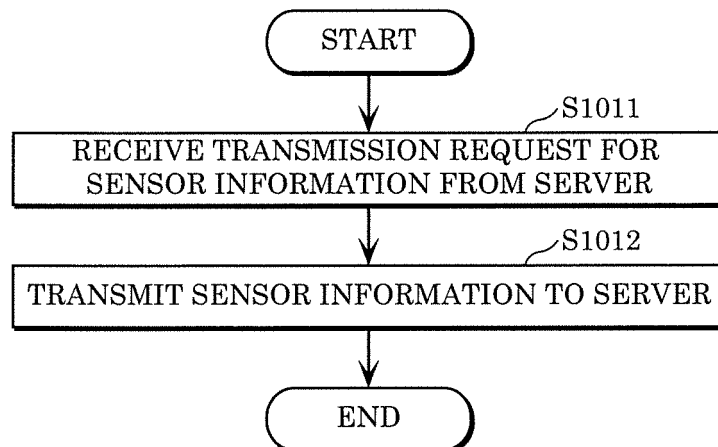 START
S1011
RECEIVE TRANSMISSION REQUEST FOR
SENSOR INFORMATION FROM SERVER
S1012
TRANSMIT SENSOR INFORMATION TO SERVER
END